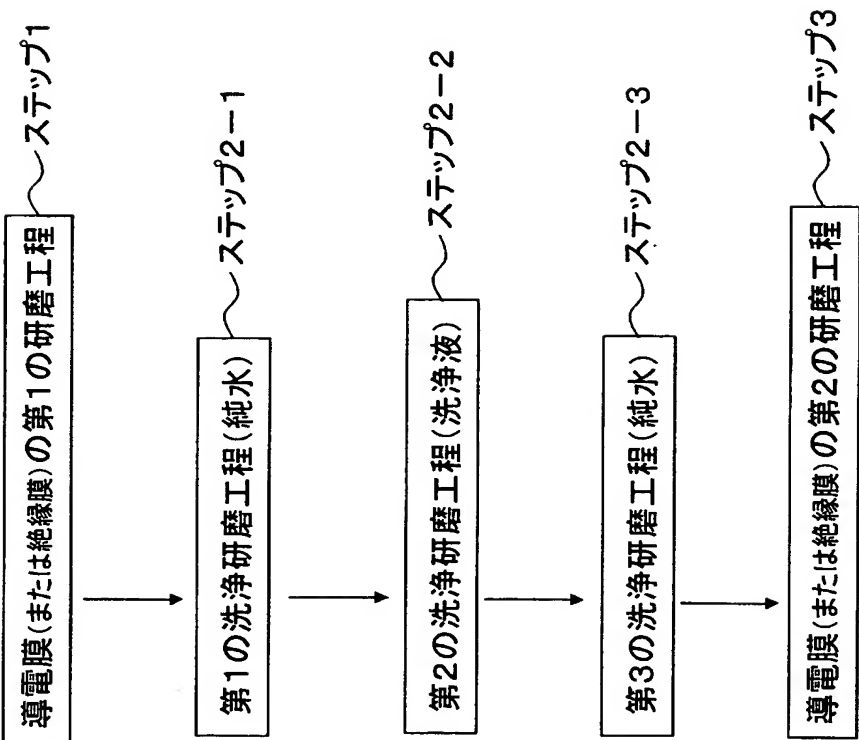 導電膜(または絶縁膜)の第1の研磨工程
ステップ1
第1の洗浄研磨工程(純水)
ステップ2-1
第2の洗浄研磨工程(洗浄液)
ステップ2-2
第3の洗浄研磨工程(純水)
ステップ2-3
導電膜(または絶縁膜)の第2の研磨工程
ステップ3